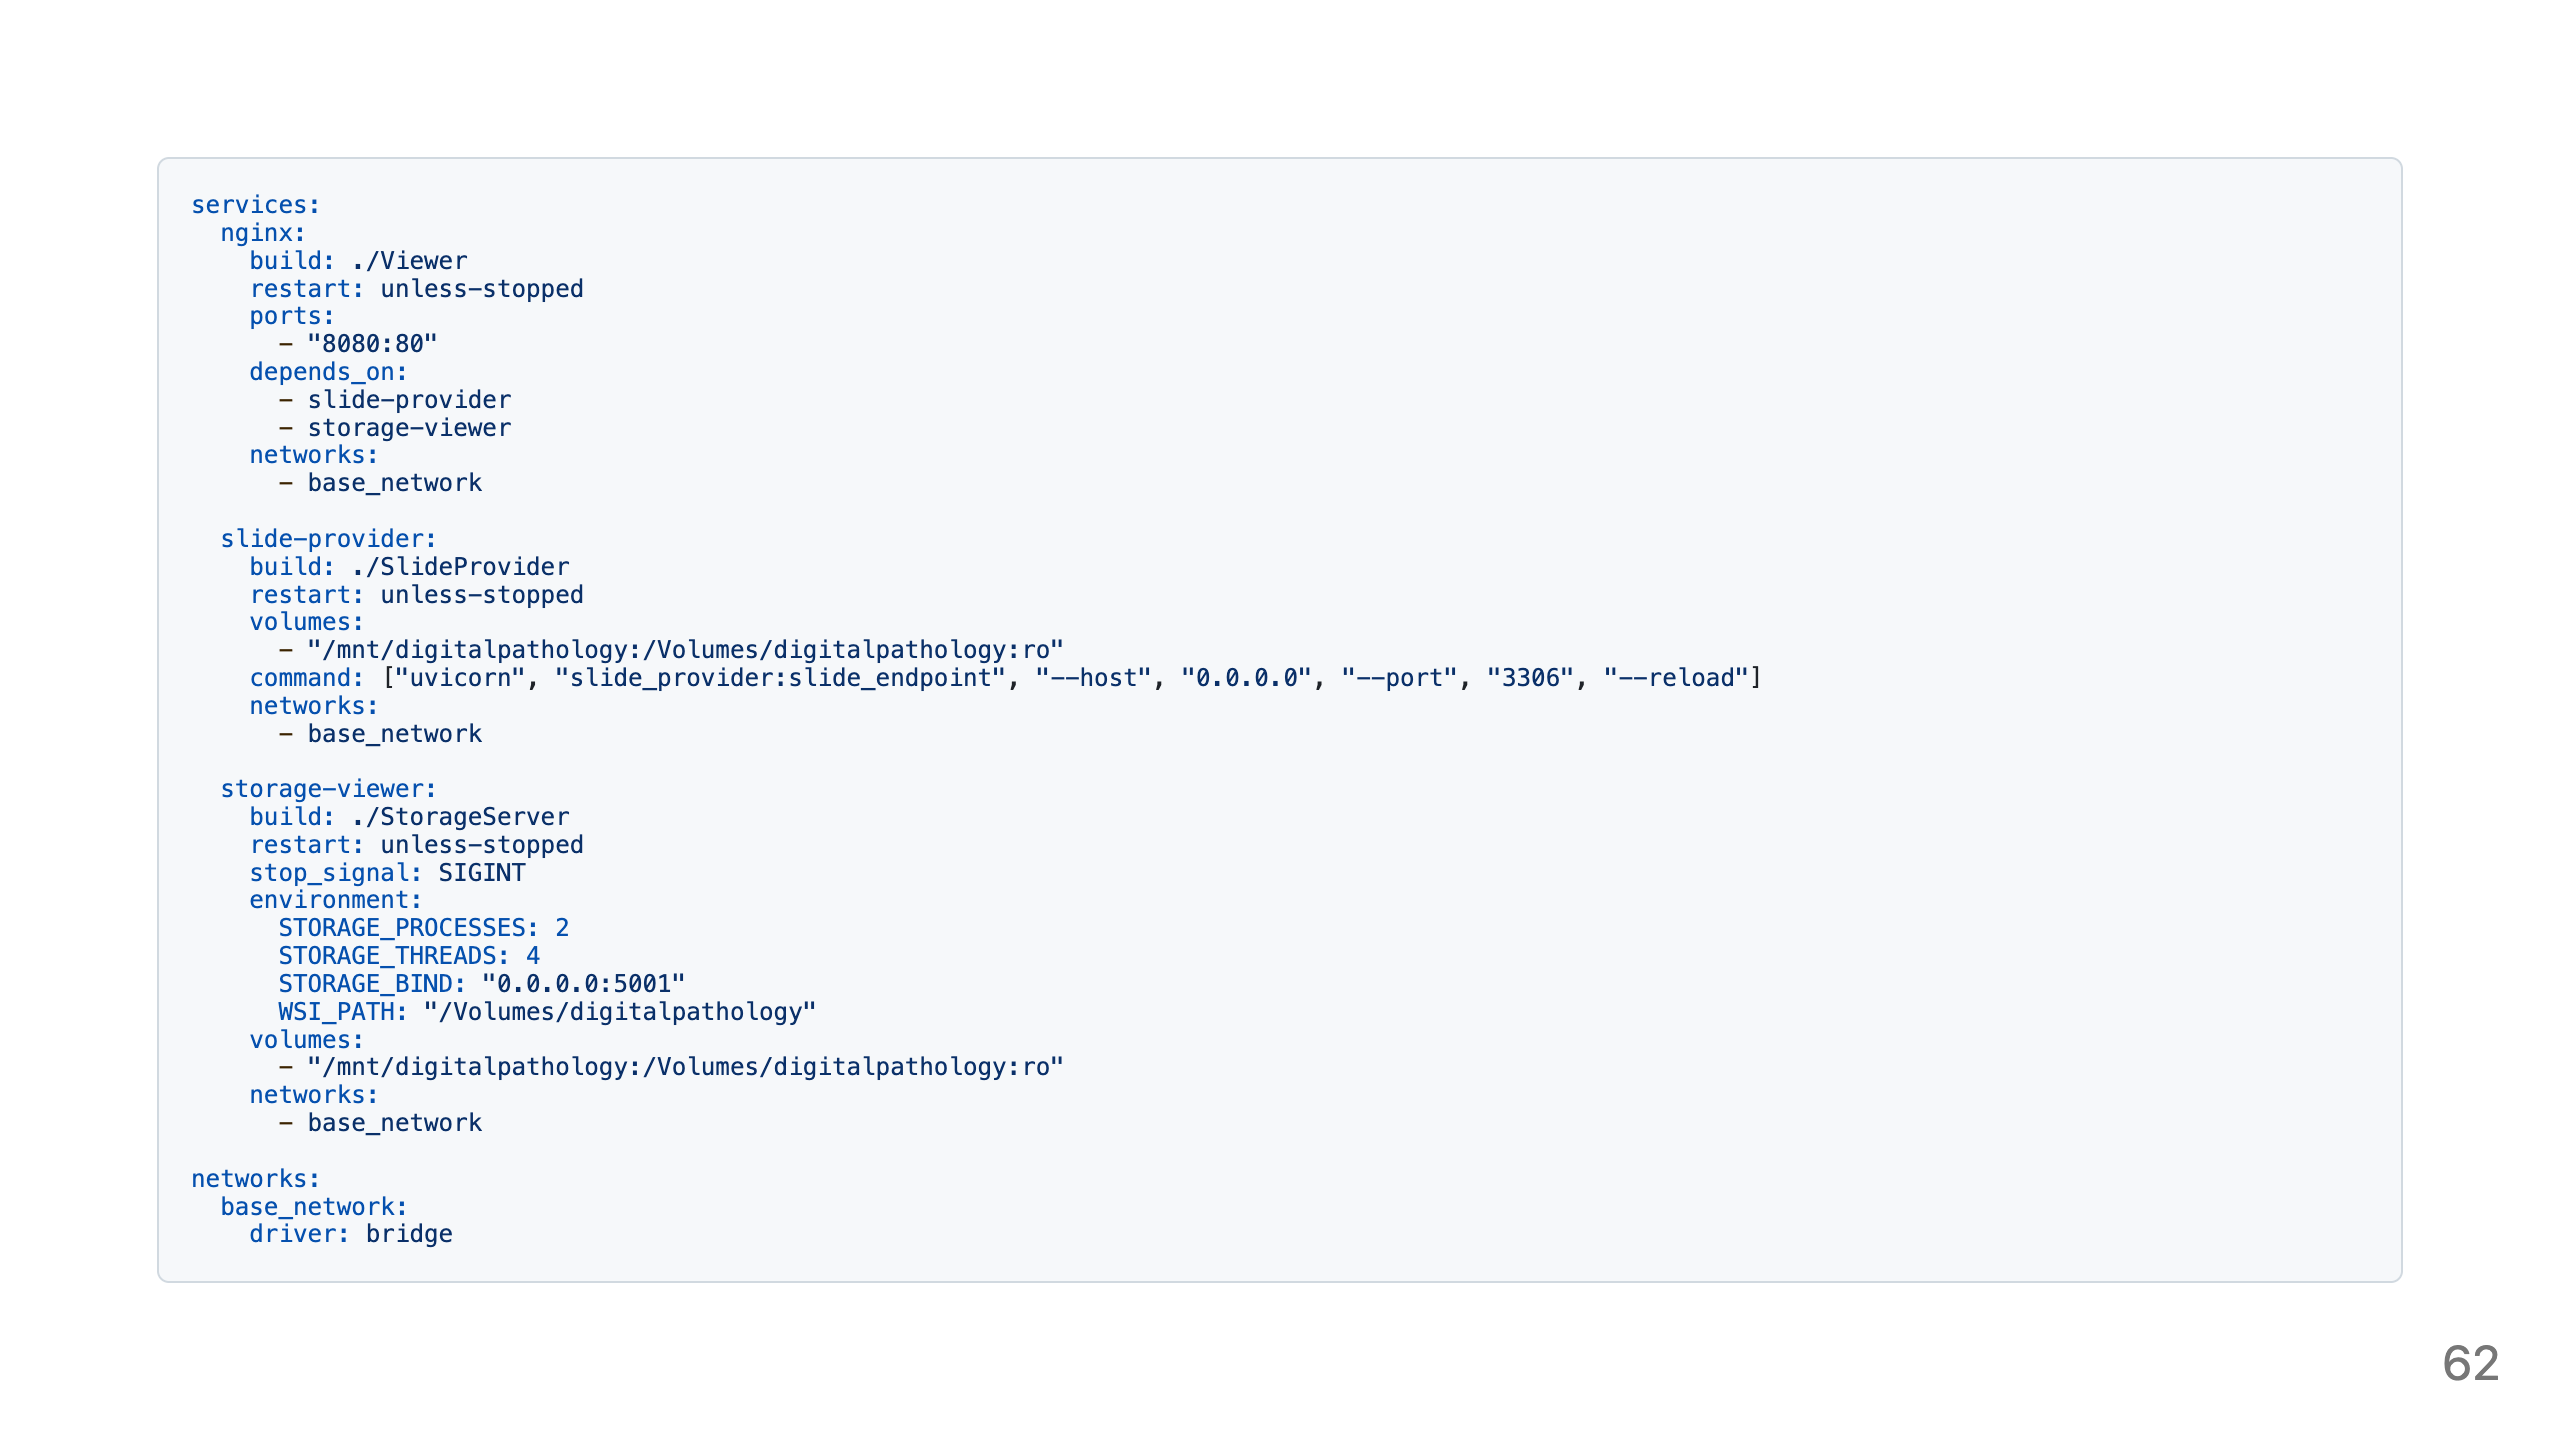 services:
  nginx:
    build: ./Viewer
    restart: unless-stopped
    ports:
      - "8080:80"
    depends_on:
      - slide-provider
      - storage-viewer
    networks:
      - base_network

  slide-provider:
    build: ./SlideProvider
    restart: unless-stopped
    volumes:
      - "/mnt/digitalpathology:/Volumes/digitalpathology:ro"
    command: ["uvicorn", "slide_provider:slide_endpoint", "--host", "0.0.0.0", "--port", "3306", "--reload"]
    networks:
      - base_network

  storage-viewer:
    build: ./StorageServer
    restart: unless-stopped
    stop_signal: SIGINT
    environment:
      STORAGE_PROCESSES: 2
      STORAGE_THREADS: 4
      STORAGE_BIND: "0.0.0.0:5001"
      WSI_PATH: "/Volumes/digitalpathology"
    volumes:
      - "/mnt/digitalpathology:/Volumes/digitalpathology:ro"
    networks:
      - base_network

networks:
  base_network:
    driver: bridge
62